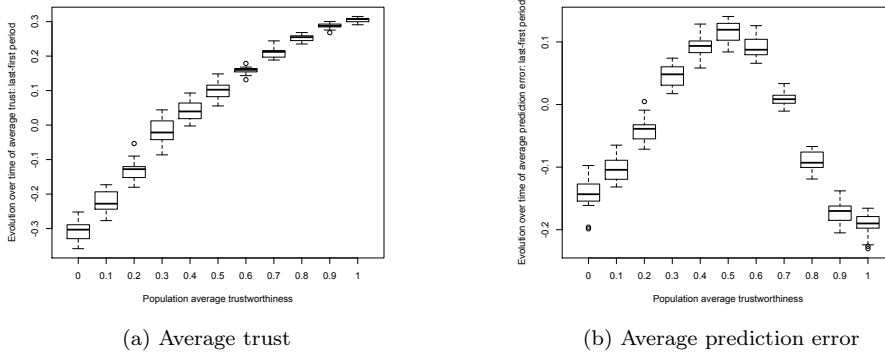 Evolution over time of average trust: last-first period
0.3
0.2
0.1
0.0
-0.1
-0.2
-0.3
0 0.1 0.2 0.3 0.4 0.5 0.6 0.7 0.8 0.9 1
Population average trustworthiness
(a) Average trust
Evolution over time of average prediction error: last-first period
0.1
0.0
-0.1
-0.2
0 0.1 0.2 0.3 0.4 0.5 0.6 0.7 0.8 0.9 1
Population average trustworthiness
(b) Average prediction error